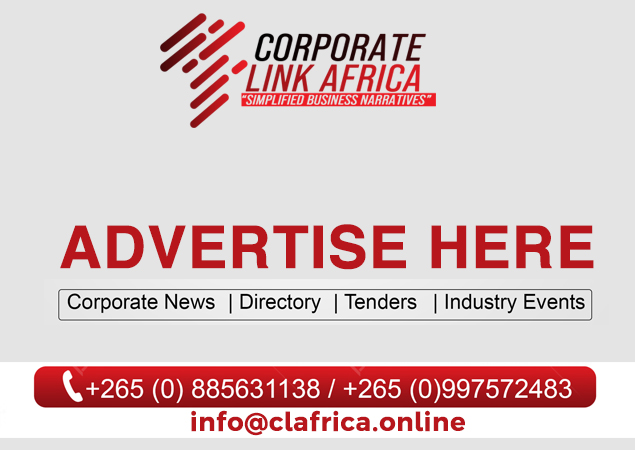 CORPORATE
LINK AFRICA
"SIMPLIFIED BUSINESS NARRATIVES"
ADVERTISE HERE
Corporate News | Directory | Tenders | Industry Events
+265 (0) 885631138 / +265 (0)997572483
info@clafrica.online